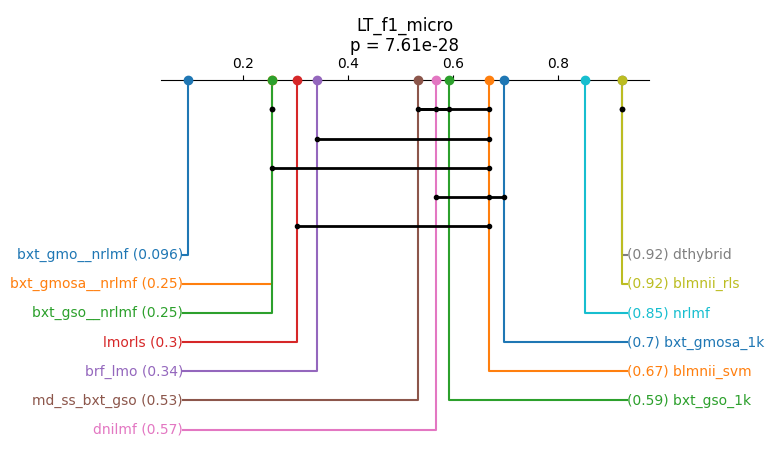 LT_f1_micro
p = 7.61e-28
0.2 0.4 0.6 0.8
bxt_gmo__nrlmf (0.096)
(0.92) dthybrid
bxt_gmosa__nrlmf (0.25)
(0.92) blmnii_rls
bxt_gso__nrlmf (0.25)
(0.85) nrlmf
lmorls (0.3)
(0.7) bxt_gmosa_1k
brf_lmo (0.34)
(0.67) blmnii_svm
md_ss_bxt_gso (0.53)
(0.59) bxt_gso_1k
dnilmf (0.57)